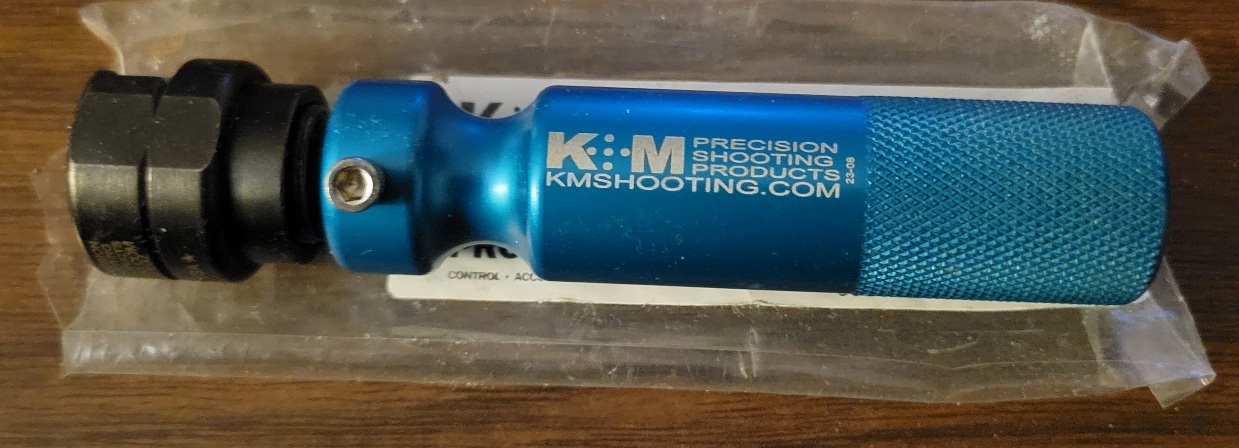 K∙∙M PRECISION
SHOOTING
PRODUCTS
KMSHOOTING.COM
23-08
CONTROL •